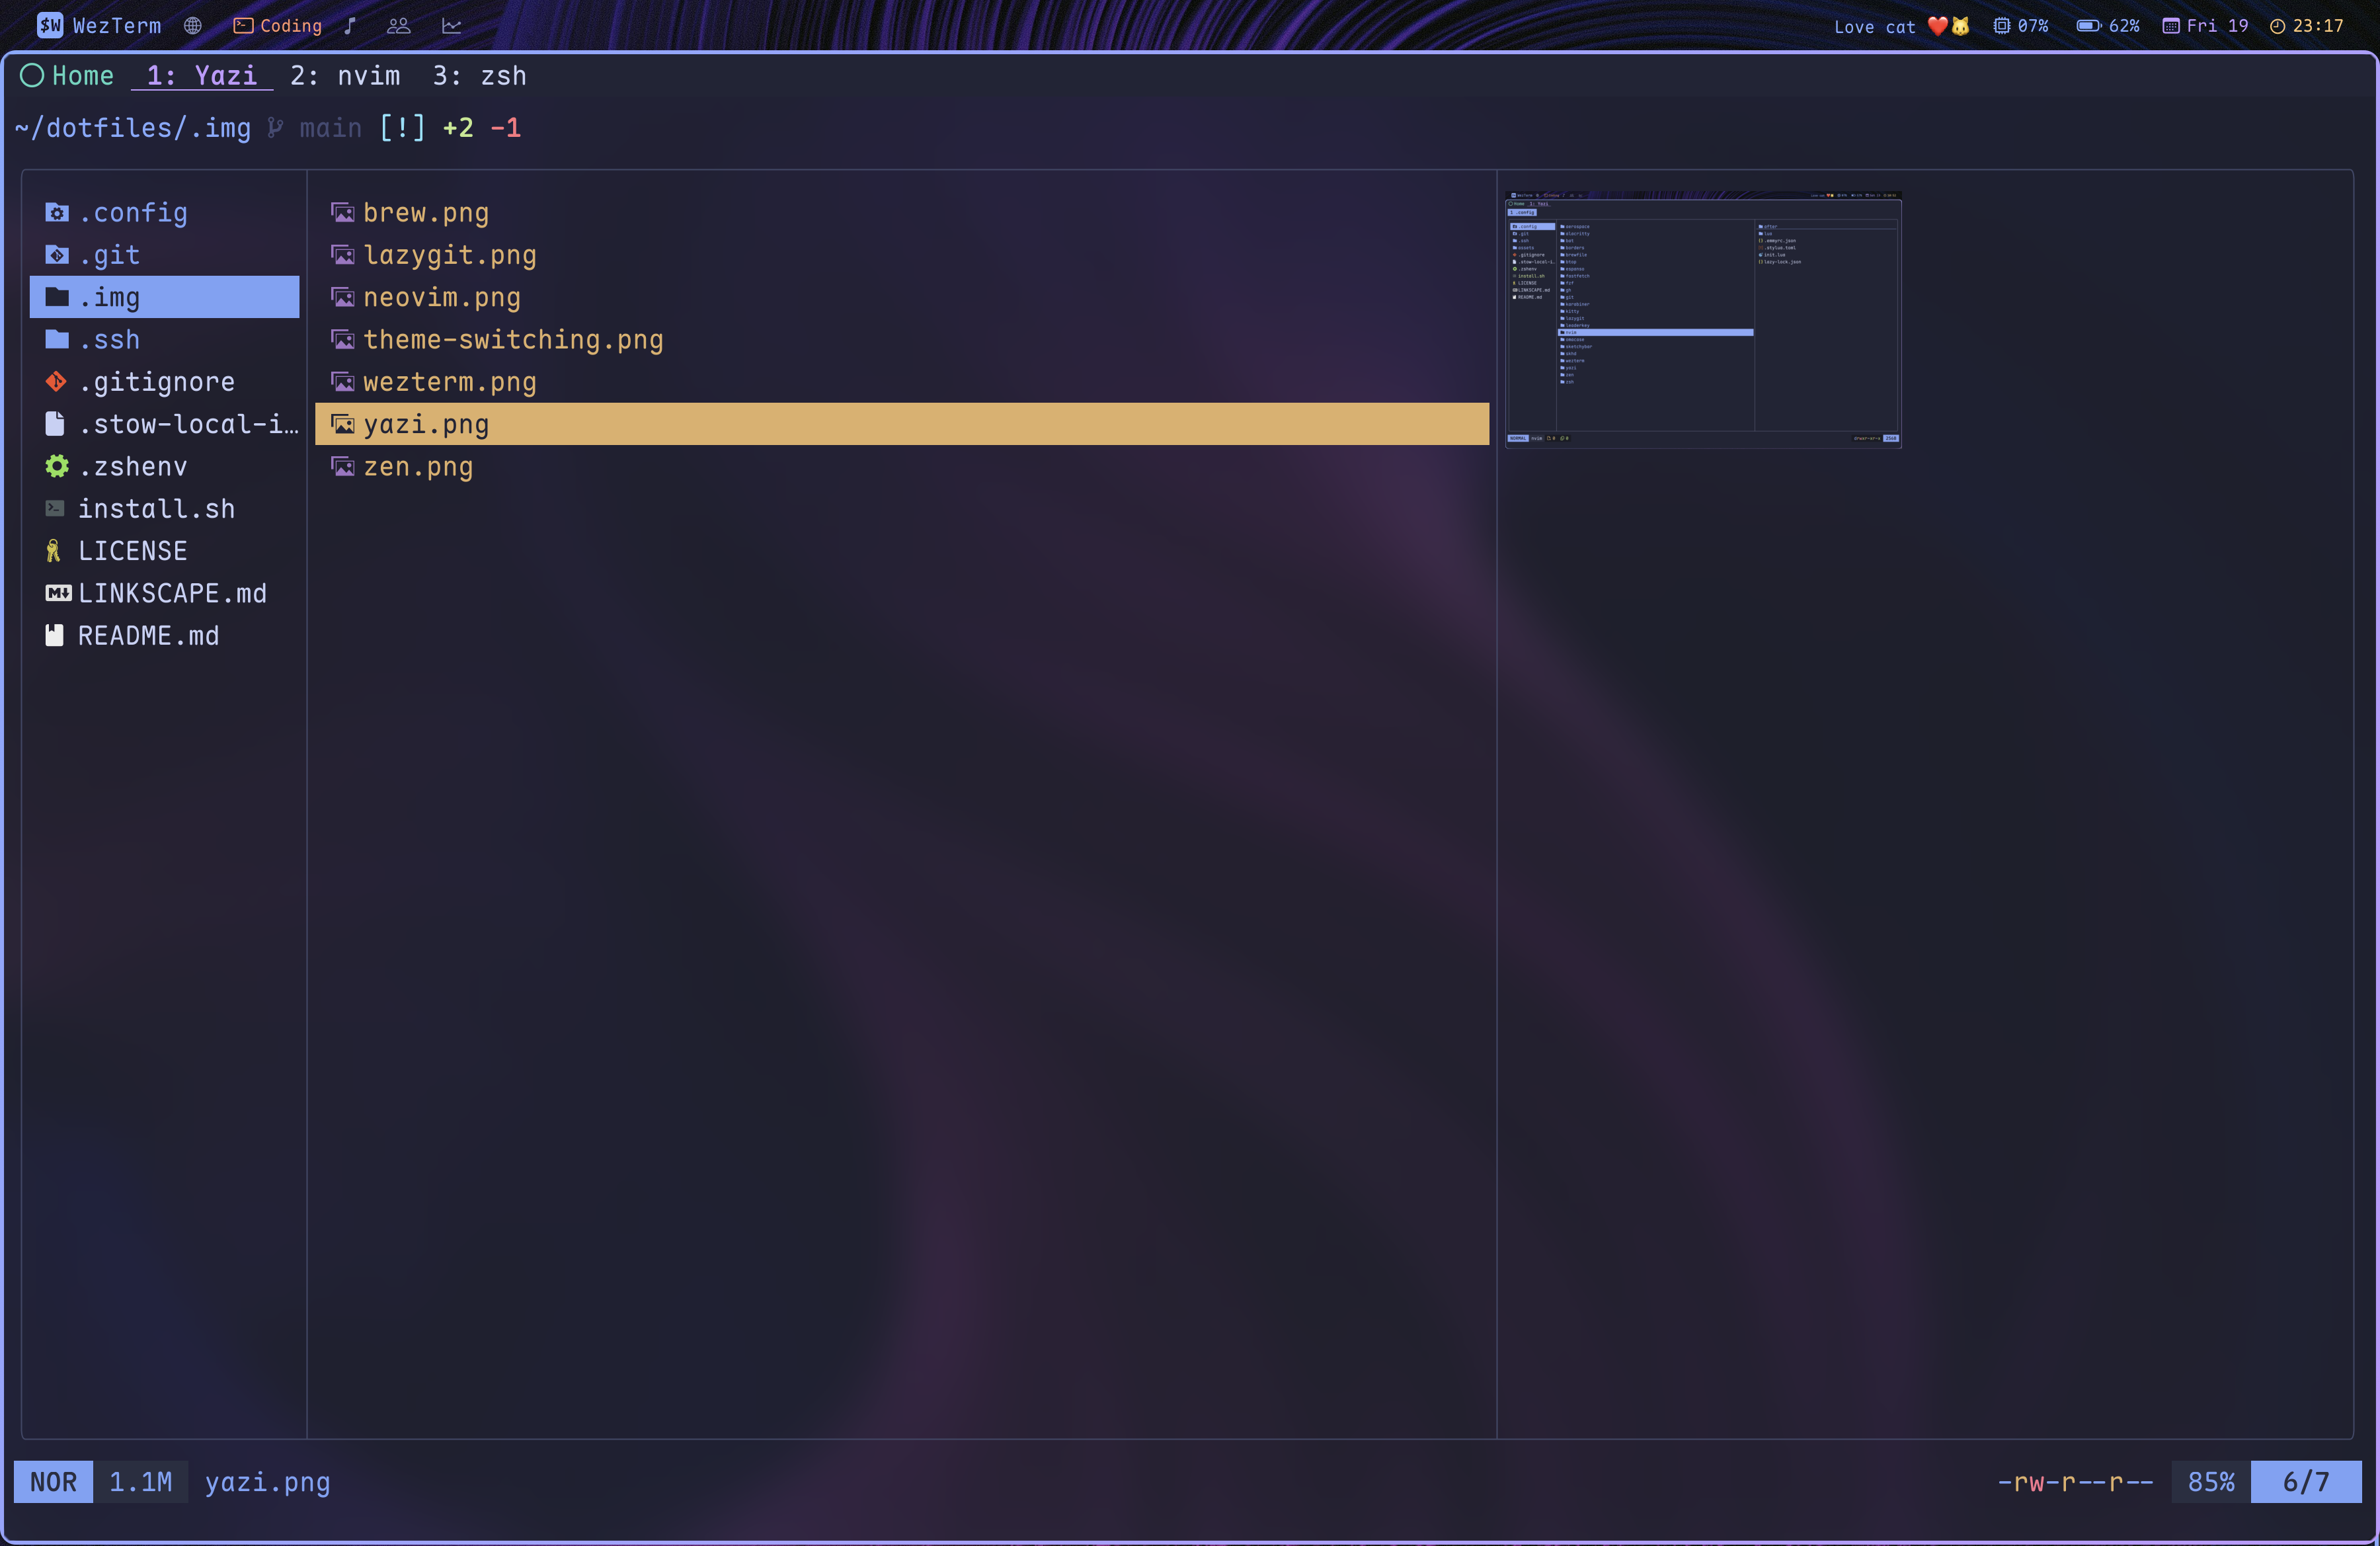 $W WezTerm Coding Love cat ❤️🐱 07% 62% Fri 19 23:17
Home 1: Yazi 2: nvim 3: zsh
~/dotfiles/.img main [!] +2 -1
.config
.git
.img
.ssh
.gitignore
.stow-local-i…
.zshenv
install.sh
LICENSE
LINKSCAPE.md
README.md
brew.png
lazygit.png
neovim.png
theme-switching.png
wezterm.png
yazi.png
zen.png
NOR 1.1M yazi.png -rw-r--r-- 85% 6/7